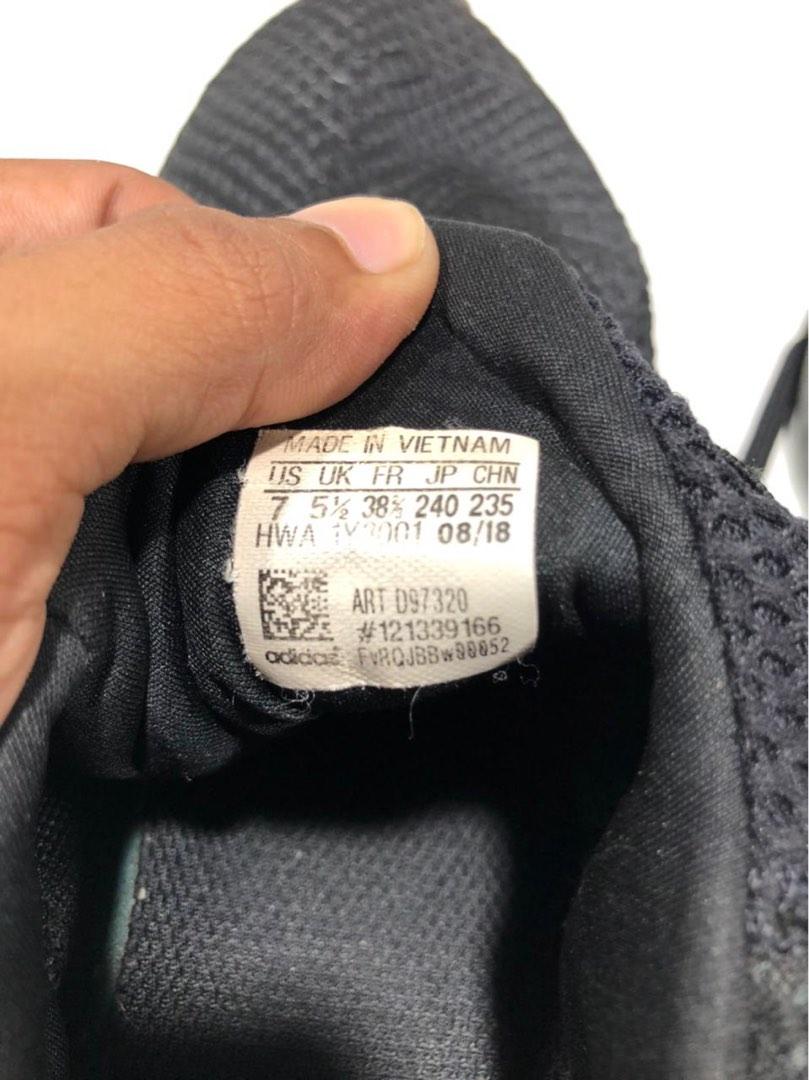 MADE IN VIETNAM
US UK FR JP CHN
7 5½ 38⅔ 240 235
HWA 08/18
ART D97320
#121339166
adidas